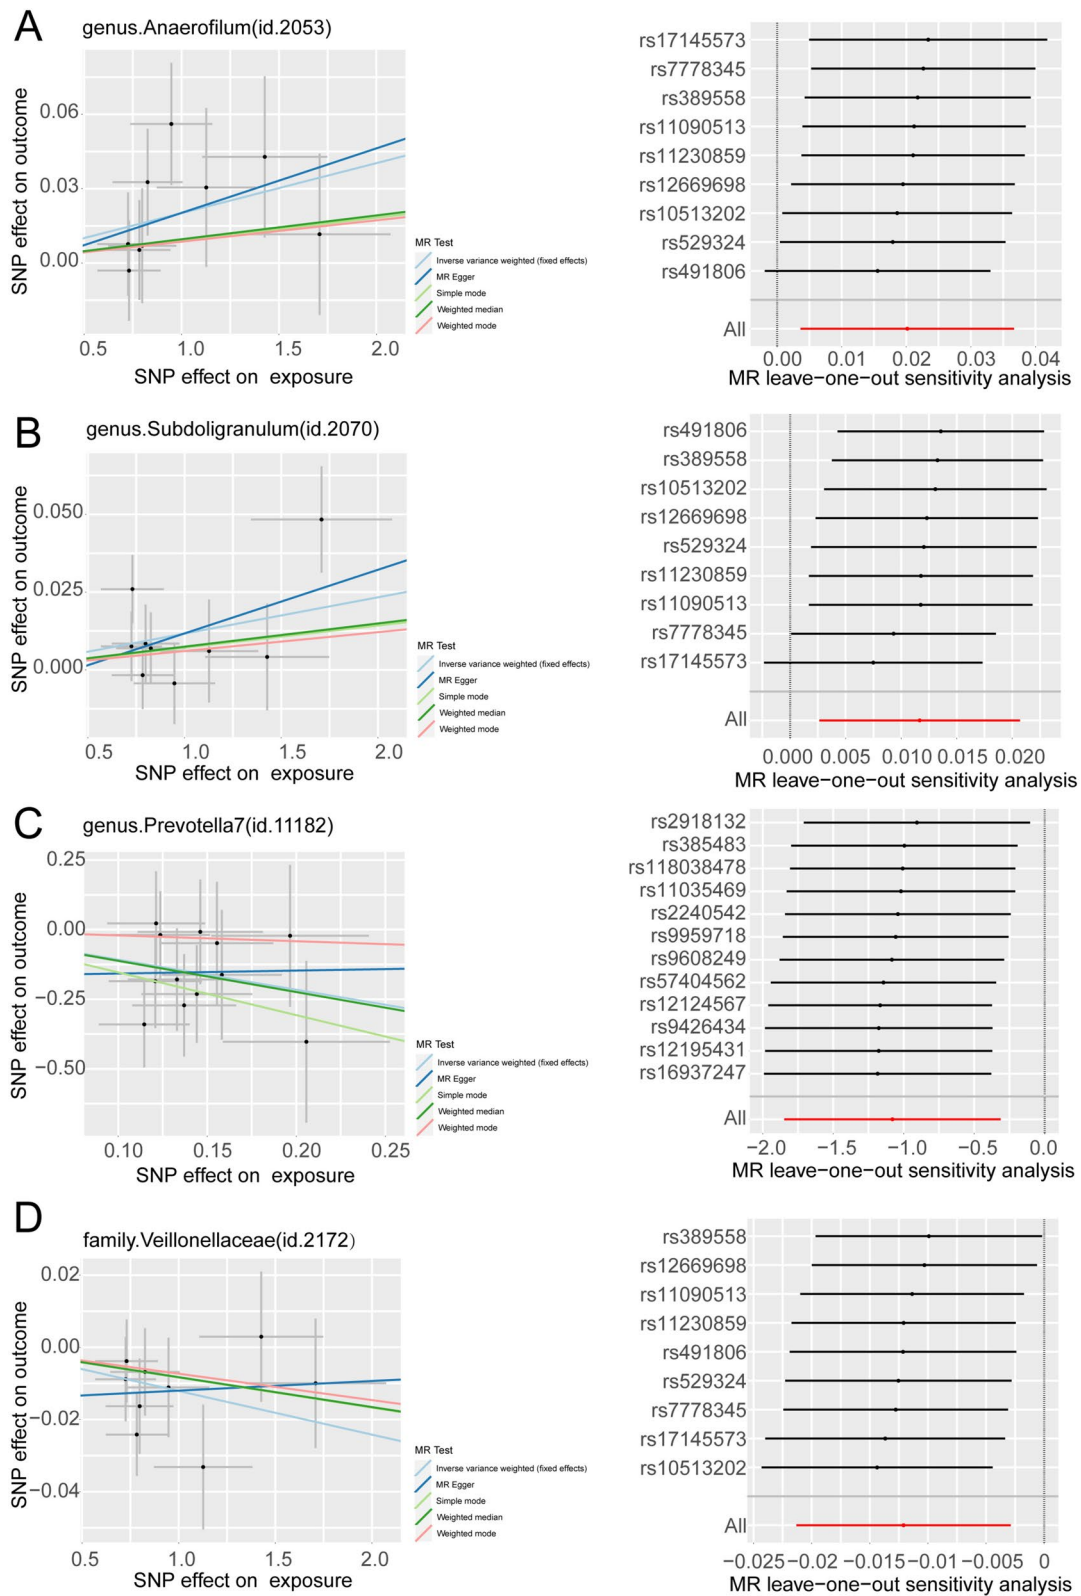 A
genus.Anaerofilum(id.2053)
SNP effect on outcome
0.06
0.03
0.00
0.5 1.0 1.5 2.0
SNP effect on exposure
MR Test
Inverse variance weighted (fixed effects)
MR Egger
Simple mode
Weighted median
Weighted mode
rs17145573
rs7778345
rs389558
rs11090513
rs11230859
rs12669698
rs10513202
rs529324
rs491806
All
0.00 0.01 0.02 0.03 0.04
MR leave−one−out sensitivity analysis
B
genus.Subdoligranulum(id.2070)
SNP effect on outcome
0.050
0.025
0.000
0.5 1.0 1.5 2.0
SNP effect on exposure
MR Test
Inverse variance weighted (fixed effects)
MR Egger
Simple mode
Weighted median
Weighted mode
rs491806
rs389558
rs10513202
rs12669698
rs529324
rs11230859
rs11090513
rs7778345
rs17145573
All
0.000 0.005 0.010 0.015 0.020
MR leave−one−out sensitivity analysis
C
genus.Prevotella7(id.11182)
SNP effect on outcome
0.25
0.00
−0.25
−0.50
0.10 0.15 0.20
SNP effect on exposure
MR Test
Inverse variance weighted (fixed effects)
MR Egger
Simple mode
Weighted median
Weighted mode
rs2918132
rs385483
rs118038478
rs11035469
rs2240542
rs9959718
rs9608249
rs57404562
rs12124567
rs9426434
rs12195431
rs16937247
All
−2.0 −1.5 −1.0 −0.5 0.0
MR leave−one−out sensitivity analysis
D
family.Veillonellaceae(id.2172)
SNP effect on outcome
0.02
0.00
−0.02
−0.04
0.5 1.0 1.5 2.0
SNP effect on exposure
MR Test
Inverse variance weighted (fixed effects)
MR Egger
Simple mode
Weighted median
Weighted mode
rs389558
rs12669698
rs11090513
rs11230859
rs491806
rs529324
rs7778345
rs17145573
rs10513202
All
−0.025 −0.02 −0.015 −0.01 −0.005 0
MR leave−one−out sensitivity analysis